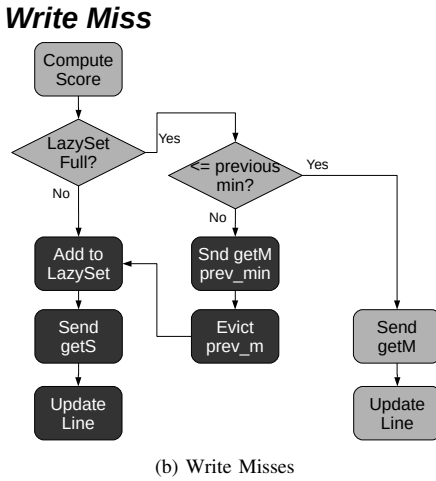 Write Miss
Compute
Score
LazySet
Full?
Yes
<= previous
min?
Yes
No
No
Add to
LazySet
Snd getM
prev_min
Send
getS
Evict
prev_m
Send
getM
Update
Line
Update
Line
(b) Write Misses